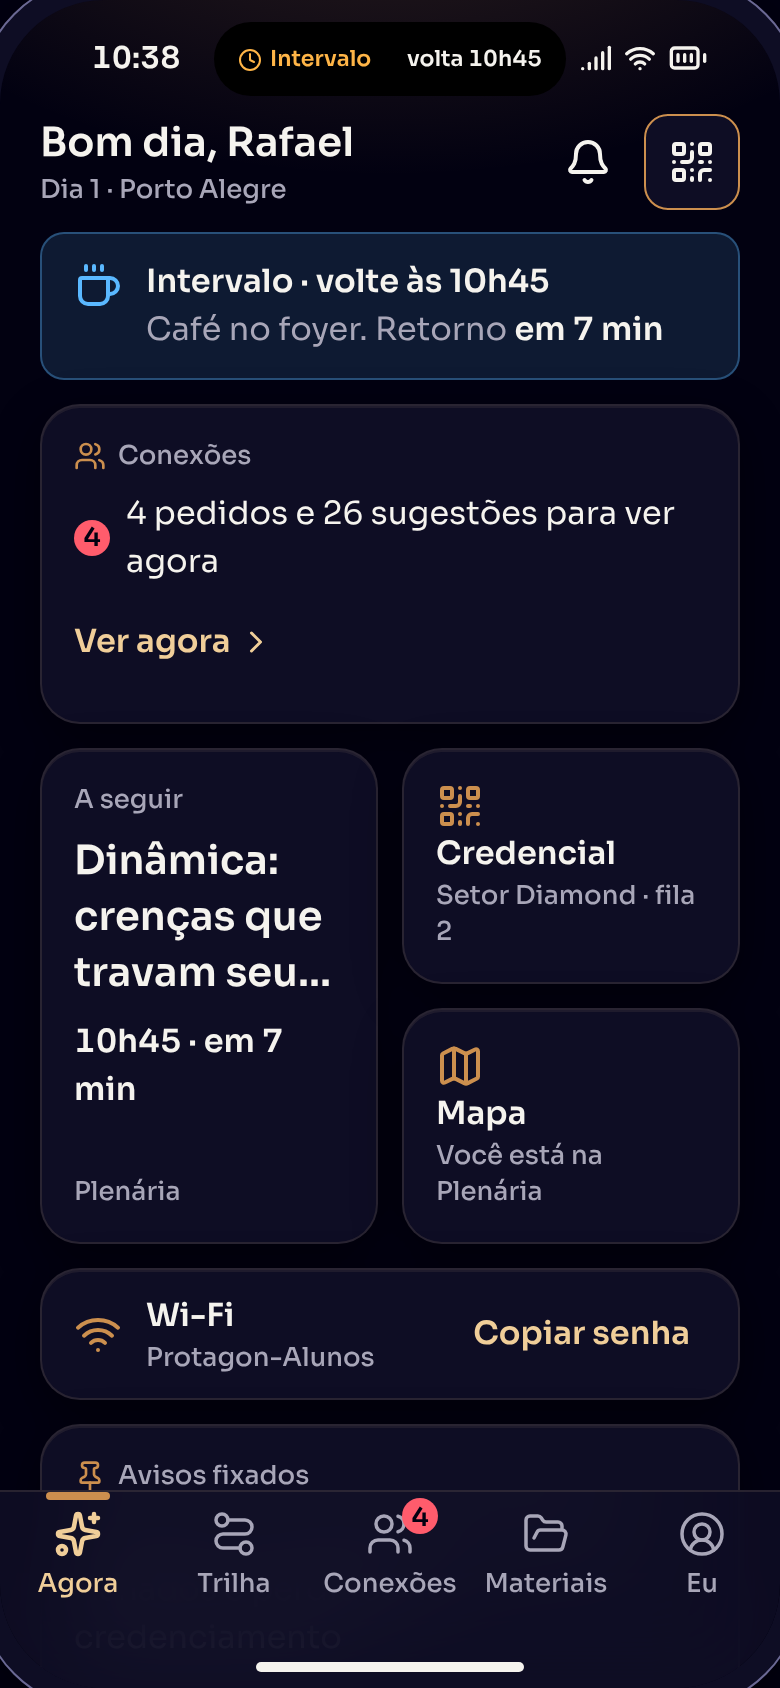 10:38
Intervalo volta 10h45
Bom dia, Rafael
Dia 1 · Porto Alegre
Intervalo · volte às 10h45
Café no foyer. Retorno em 7 min
Conexões
4
4 pedidos e 26 sugestões para ver
agora
Ver agora
A seguir
Dinâmica:
crenças que
travam seu...
10h45 · em 7
min
Plenária
Credencial
Setor Diamond · fila
2
Mapa
Você está na
Plenária
Wi-Fi
Protagon-Alunos
Copiar senha
Avisos fixados
4
Agora
Trilha
Conexões
Materiais
Eu
credenciamento